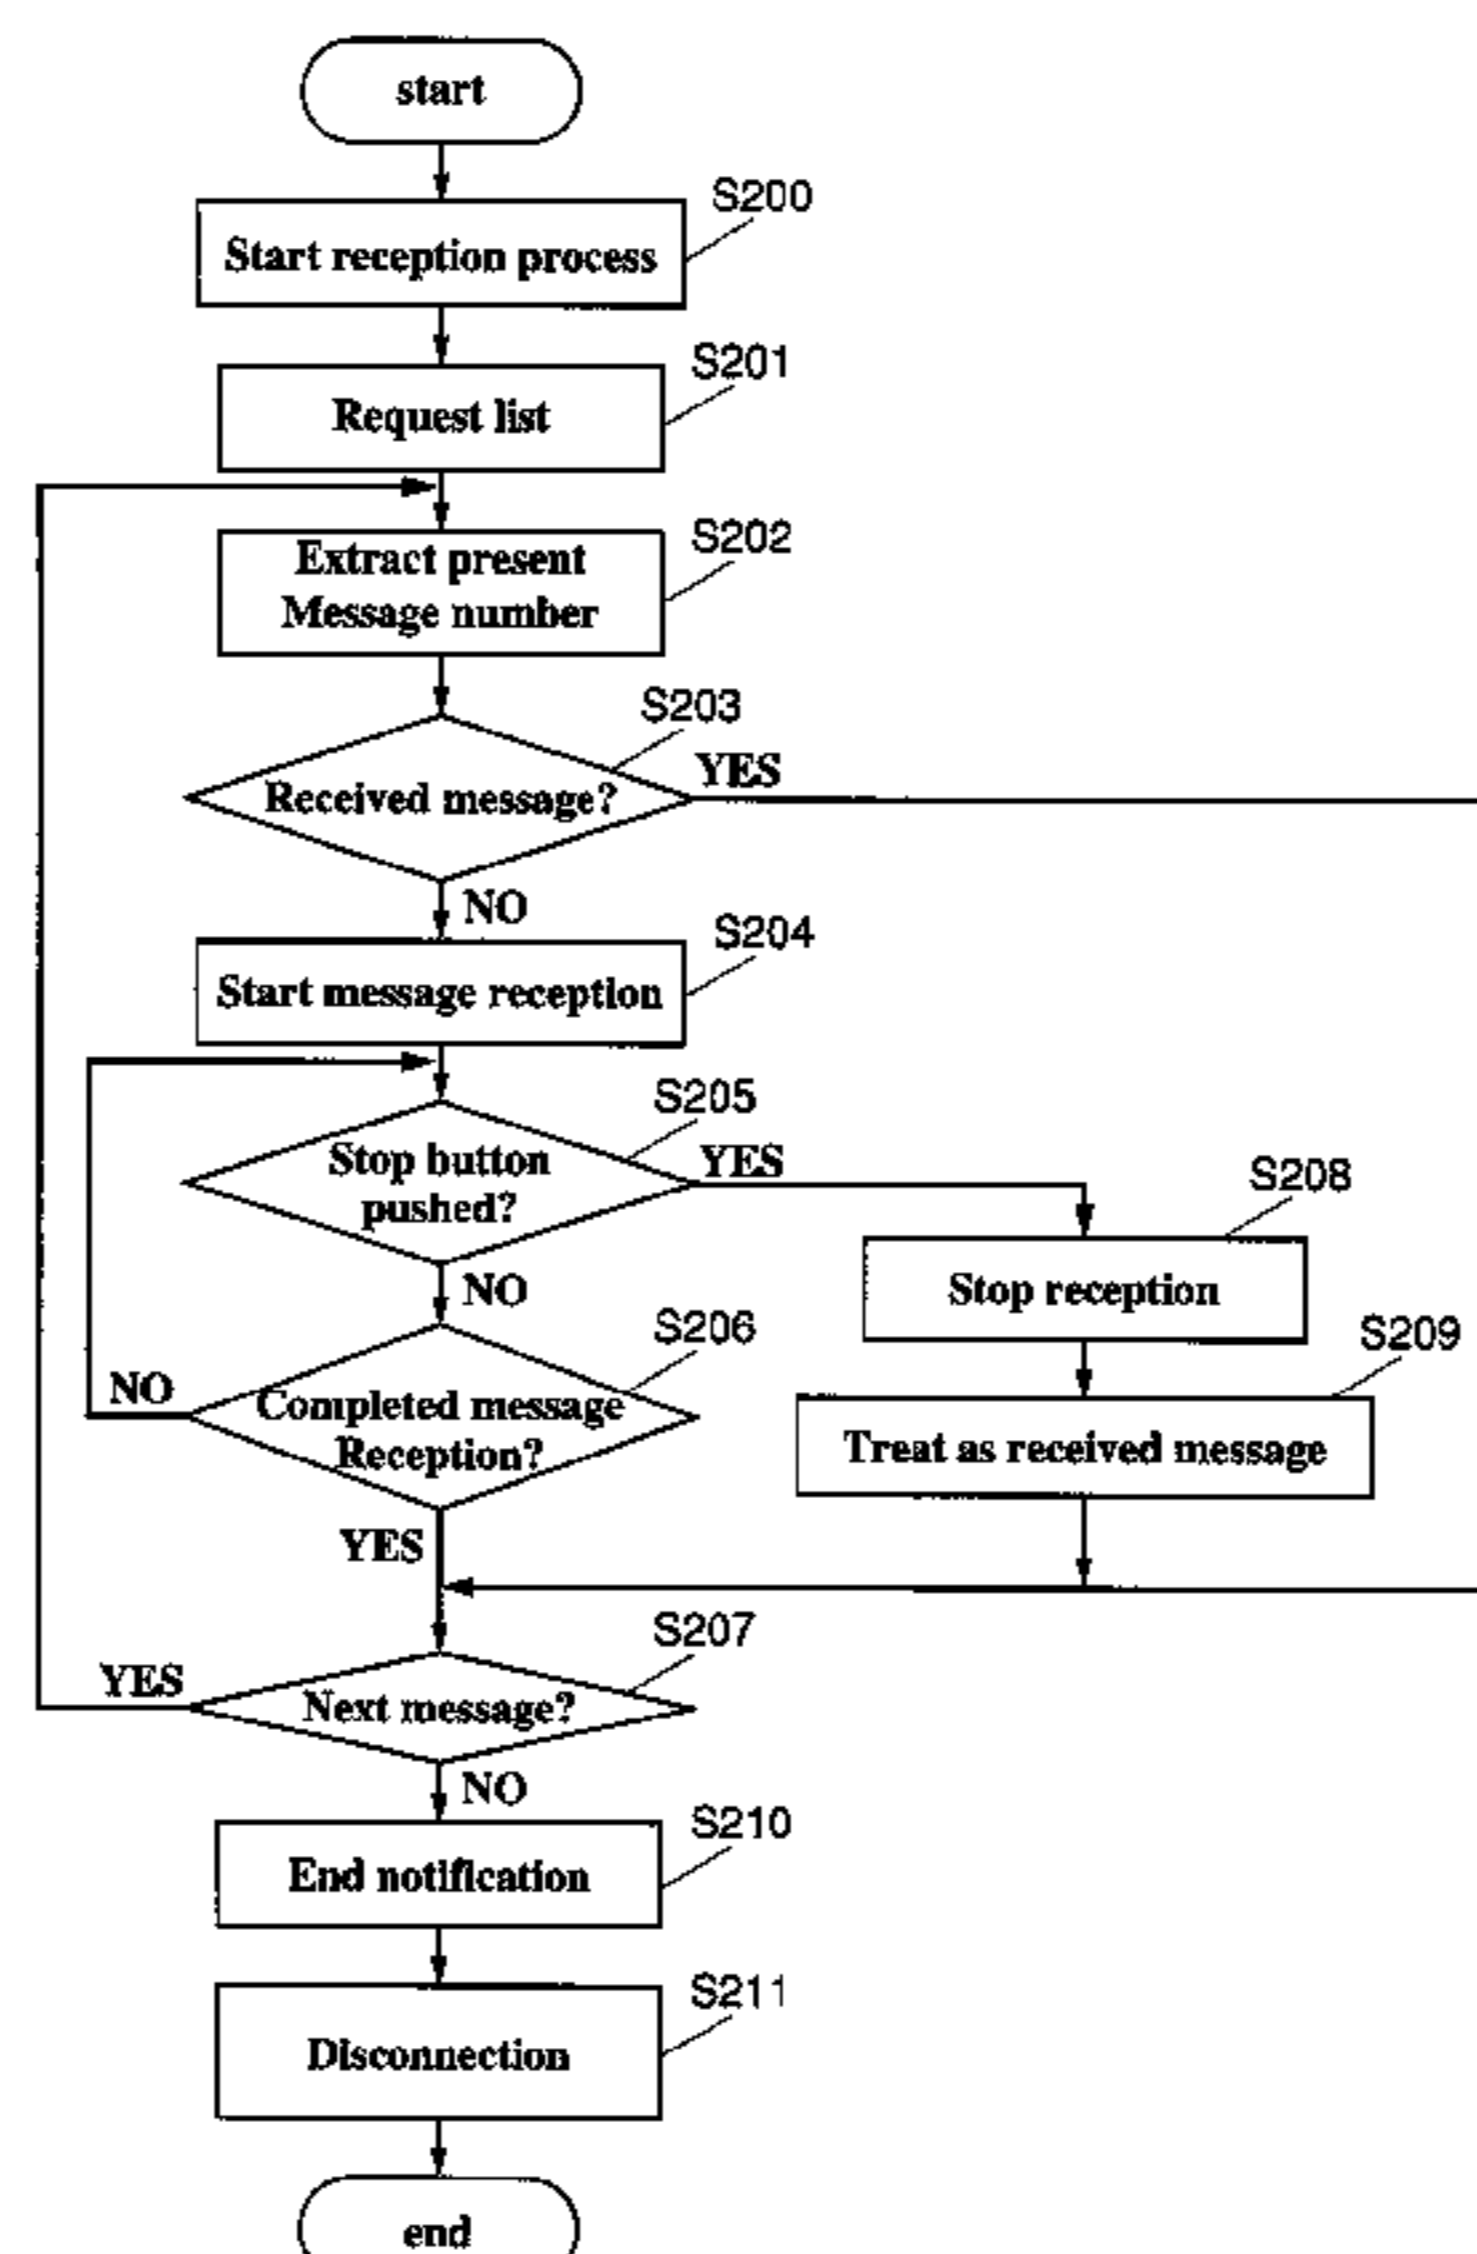 start
S200
Start reception process
S201
Request list
S202
Extract present
Message number
S203
Received message?
YES
NO
S204
Start message reception
S205
Stop button
pushed?
YES
NO
S208
Stop reception
S206
Completed message
Reception?
NO
S209
Treat as received message
YES
S207
Next message?
YES
NO
S210
End notification
S211
Disconnection
end